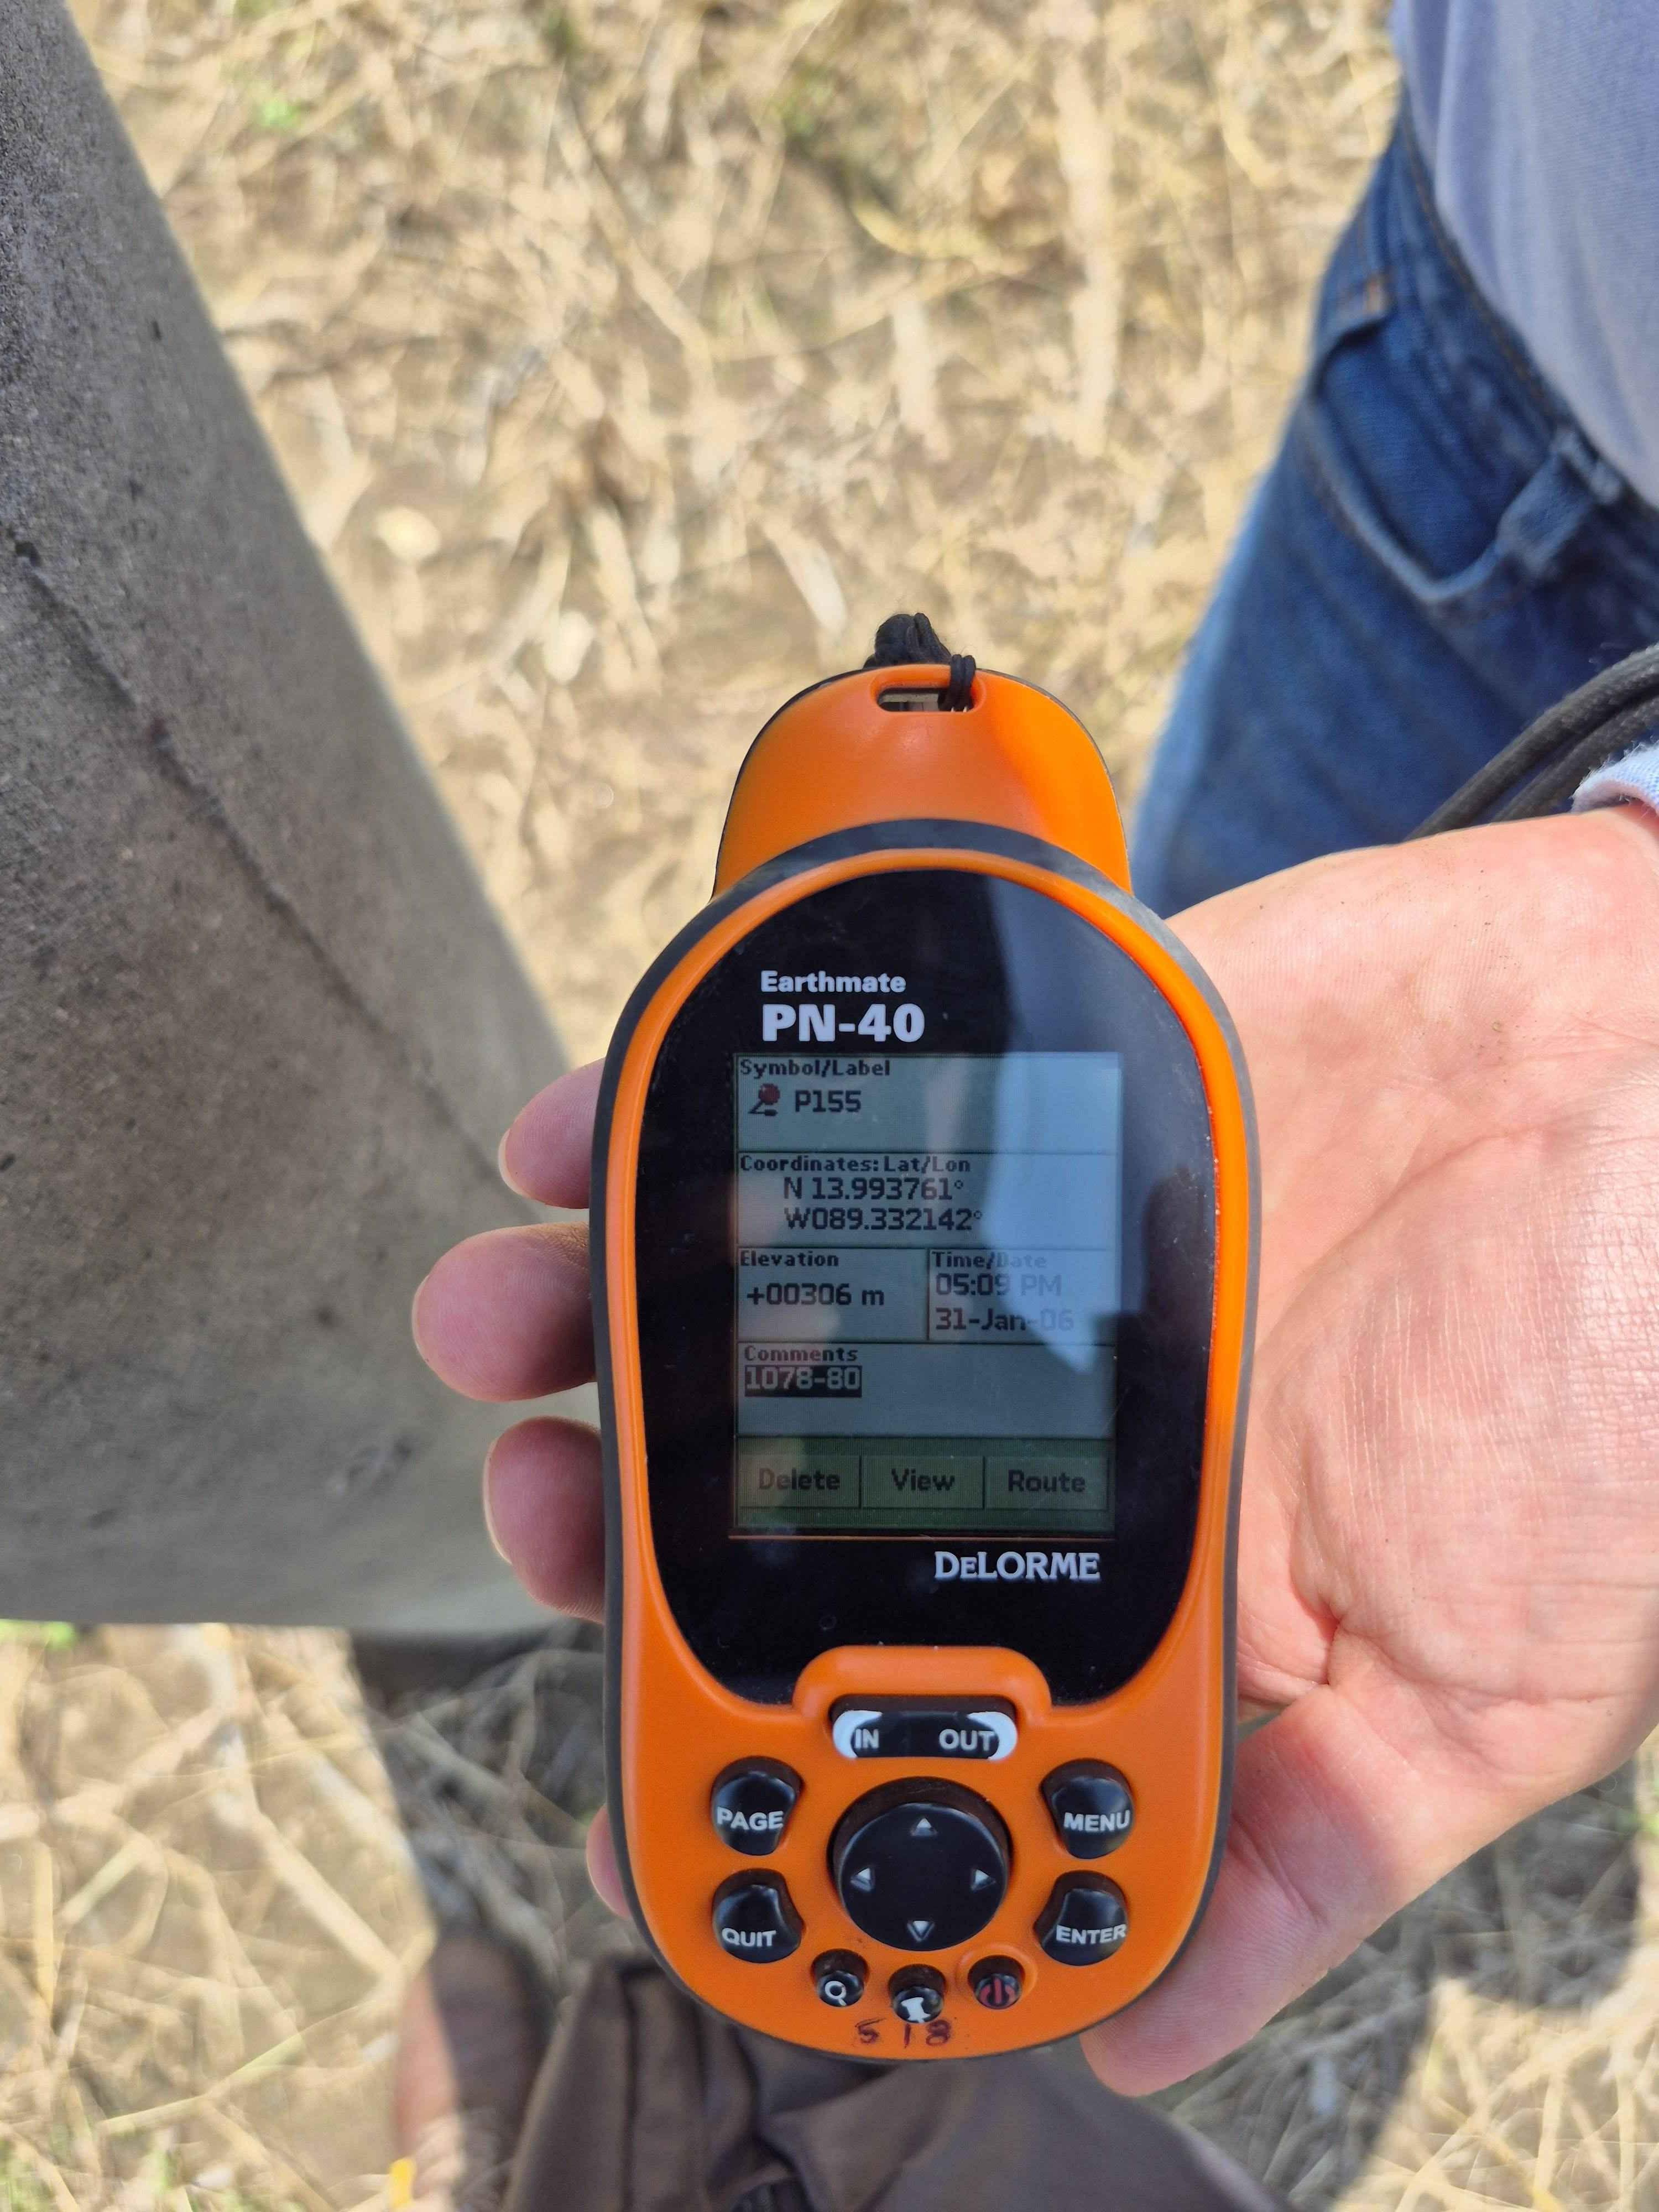 Earthmate
PN-40
Symbol/Label
P155
Coordinates: Lat/Lon
N 13.993761°
W089.332142°
Elevation
Time/Date
+00306 m
05:09 PM
31-Jan-06
Comments
1078-80
Delete
View
Route
DELORME
IN
OUT
PAGE
MENU
QUIT
ENTER
518